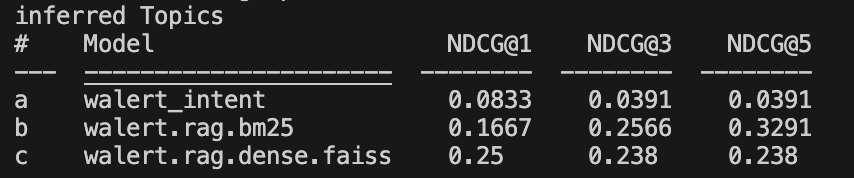 inferred Topics
# Model NDCG@1 NDCG@3 NDCG@5
--- ---------------------- -------- -------- --------
a walert_intent 0.0833 0.0391 0.0391
b walert.rag.bm25 0.1667 0.2566 0.3291
c walert.rag.dense.faiss 0.25 0.238 0.238